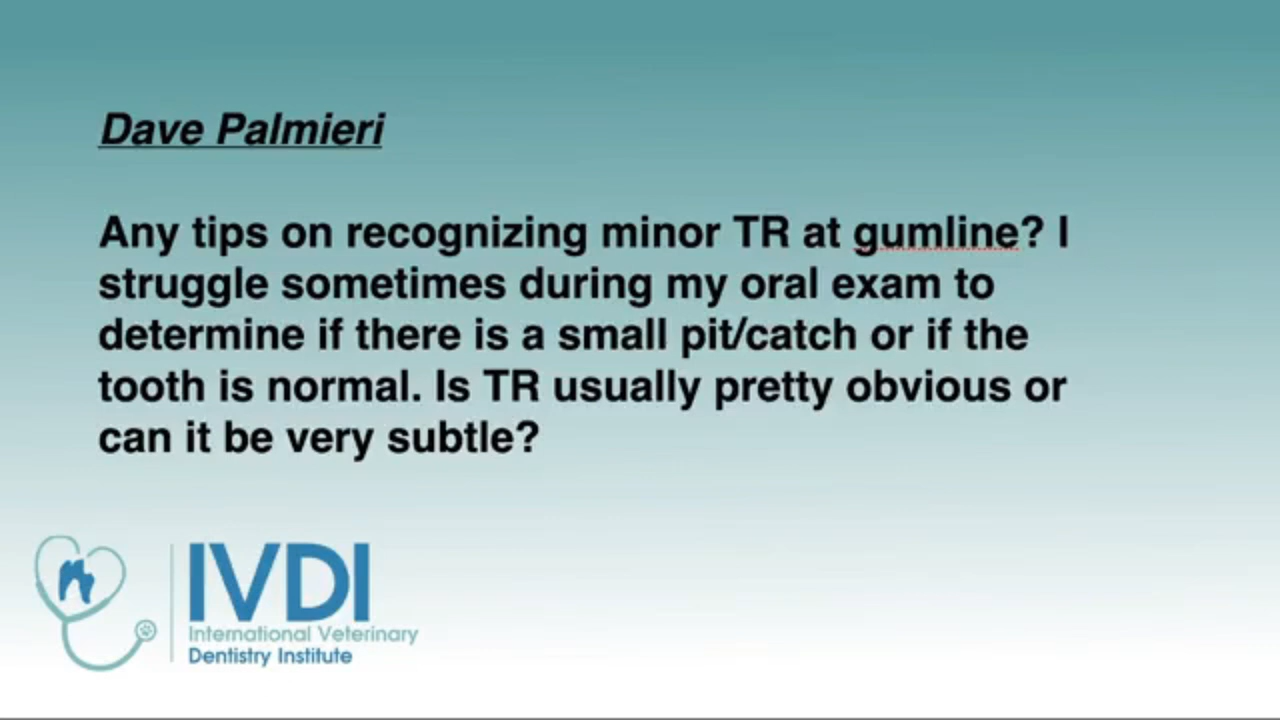 Dave Palmieri
Any tips on recognizing minor TR at gumline? I
struggle sometimes during my oral exam to
determine if there is a small pit/catch or if the
tooth is normal. Is TR usually pretty obvious or
can it be very subtle?
IVDI
International Veterinary
Dentistry Institute